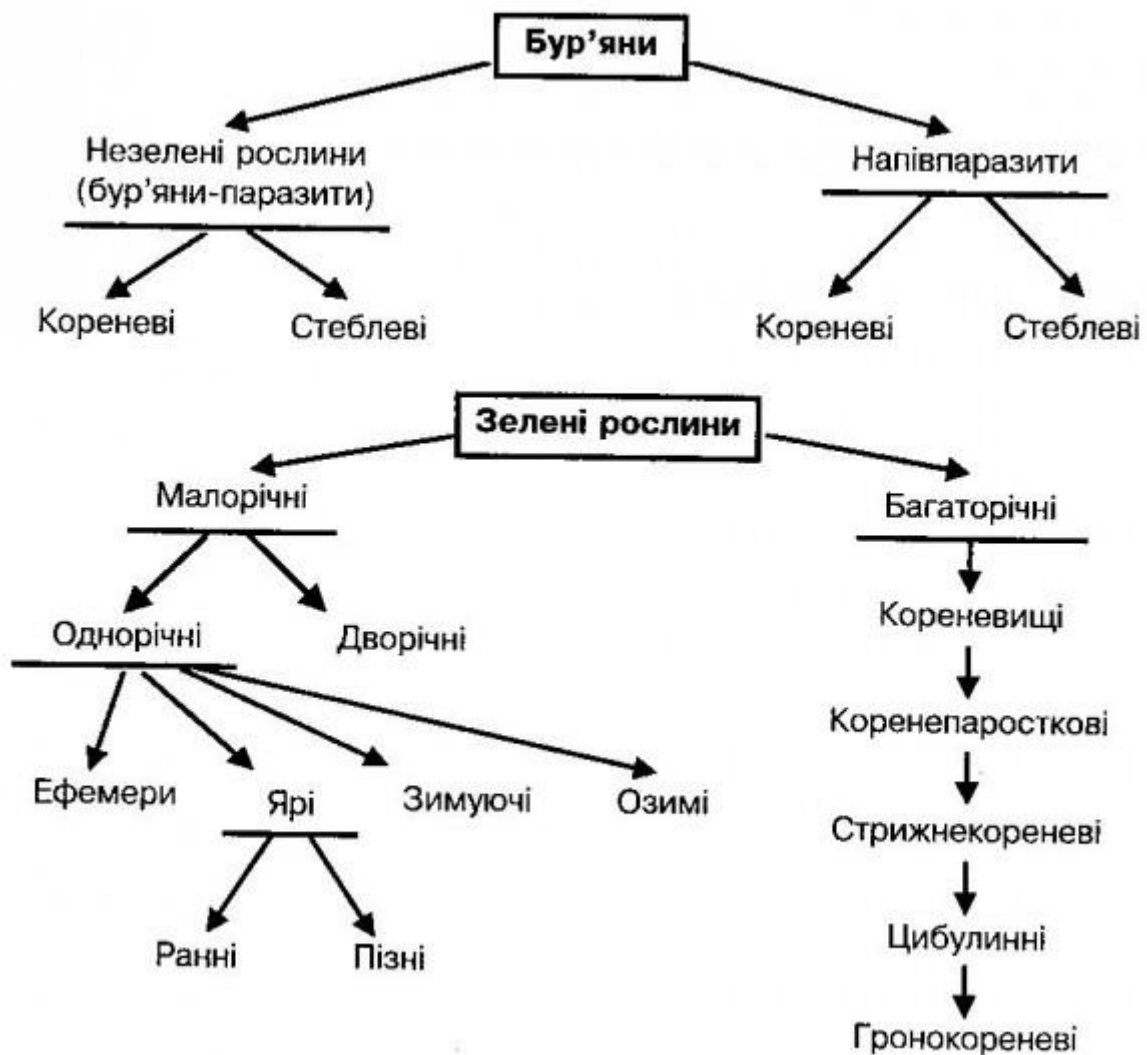 Бур’яни
Незелені рослини
(бур’яни-паразити)
Напівпаразити
Кореневі
Стеблеві
Кореневі
Стеблеві
Зелені рослини
Малорічні
Багаторічні
Однорічні
Дворічні
Кореневищі
Коренепаросткові
Ефемери
Ярі
Зимуючі
Озимі
Стрижнекореневі
Ранні
Пізні
Цибулинні
Гронокореневі